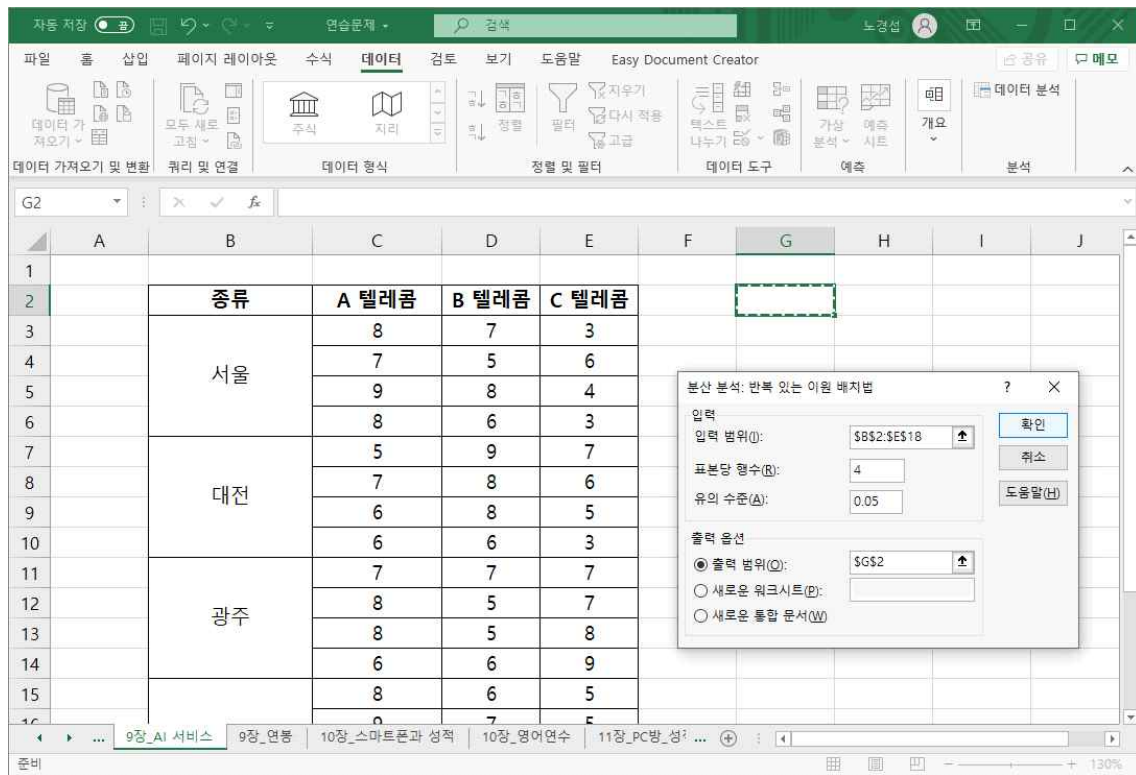 자동 저장 끔 연습문제 검색 노경섭
파일 홈 삽입 페이지 레이아웃 수식 데이터 검토 보기 도움말 Easy Document Creator 공유 메모
데이터 가져오기 모두 새로 고침 주식 지리 정렬 필터 지우기 다시 적용 고급 텍스트 나누기 가상 분석 예측 시트 개요 데이터 분석
데이터 가져오기 및 변환 쿼리 및 연결 데이터 형식 정렬 및 필터 데이터 도구 예측 분석
G2 fx
A B C D E F G H I J
1
2 종류 A 텔레콤 B 텔레콤 C 텔레콤
3 서울 8 7 3
4 7 5 6
5 9 8 4
6 8 6 3
7 대전 5 9 7
8 7 8 6
9 6 8 5
10 6 6 3
11 광주 7 7 7
12 8 5 7
13 8 5 8
14 6 6 9
15 8 6 5
분산 분석: 반복 있는 이원 배치법 ? ×
입력
입력 범위(I): $B$2:$E$18
표본당 행수(R): 4
유의 수준(A): 0.05
출력 옵션
출력 범위(O): $G$2
새로운 워크시트(P):
새로운 통합 문서(W)
확인
취소
도움말(H)
... 9장_AI 서비스 9장_연봉 10장_스마트폰과 성적 10장_영어연수 11장_PC방_성 ...
준비 130%